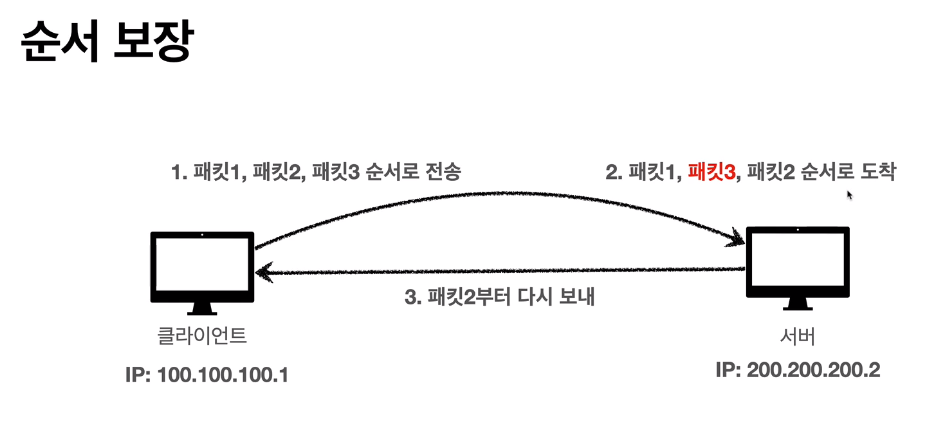 순서 보장
1. 패킷1, 패킷2, 패킷3 순서로 전송
2. 패킷1, 패킷3, 패킷2 순서로 도착
3. 패킷2부터 다시 보내
클라이언트
서버
IP: 100.100.100.1
IP: 200.200.200.2